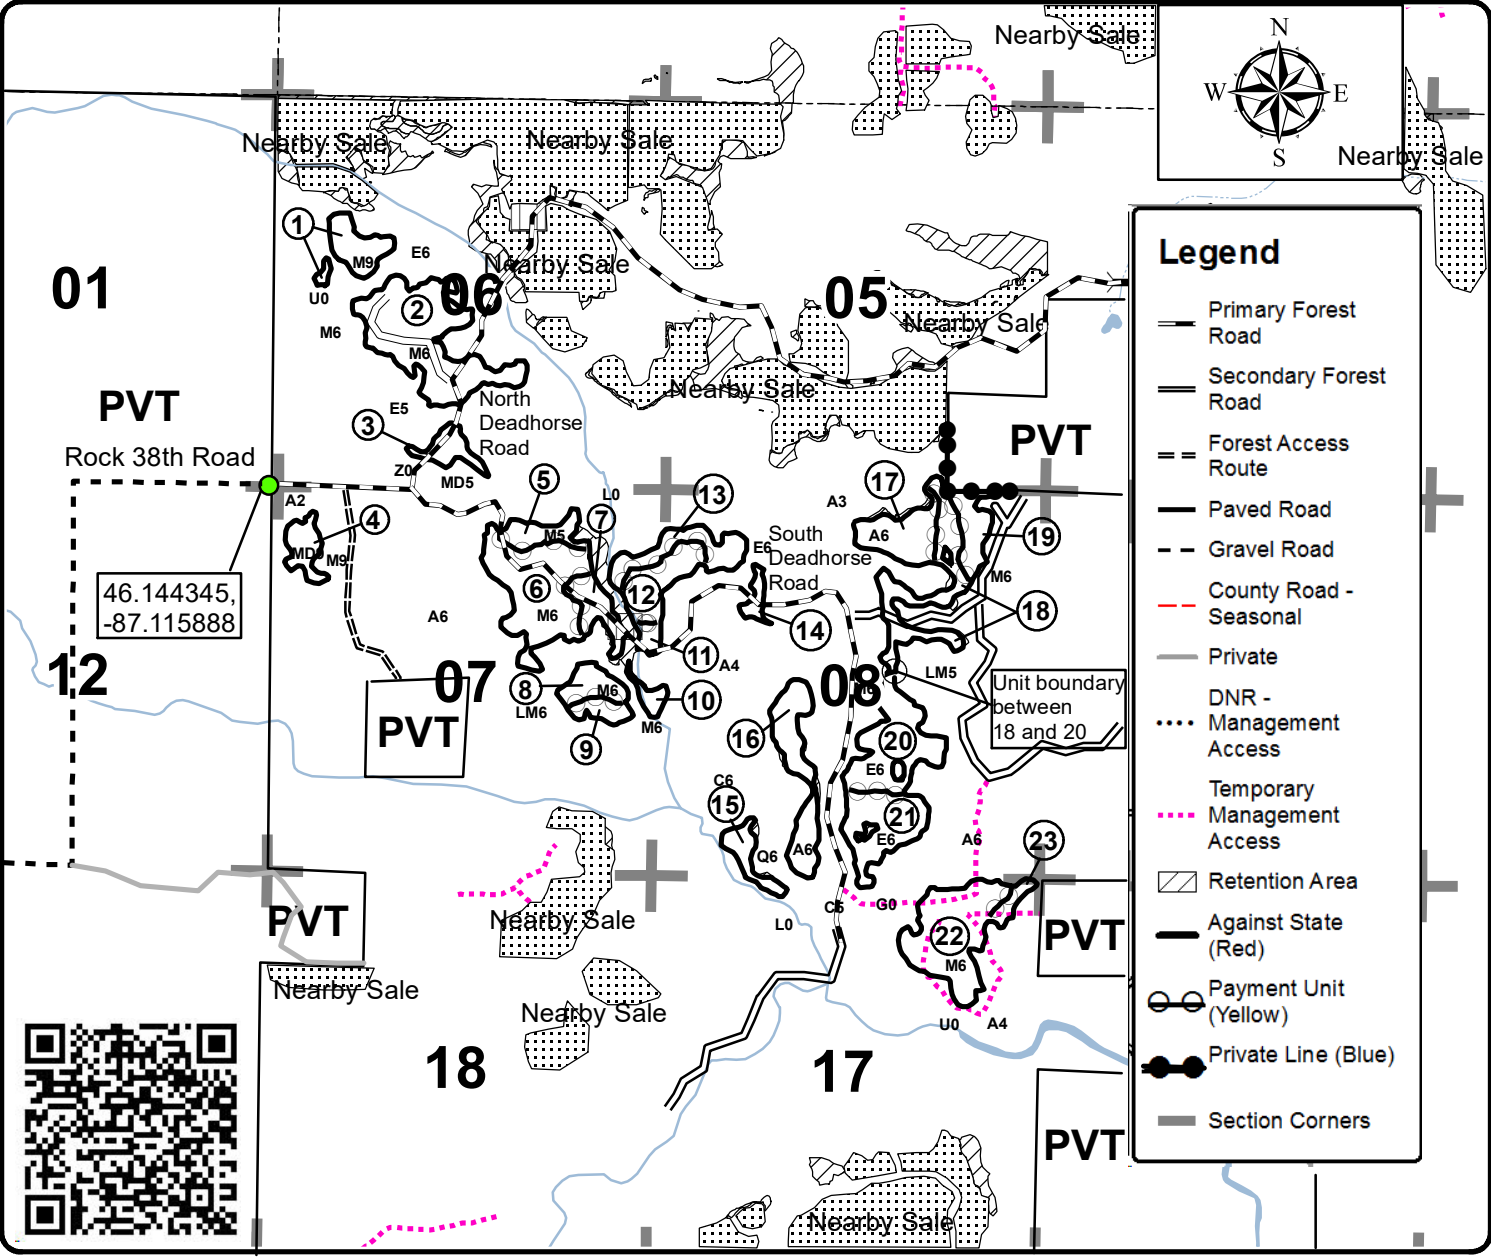 Nearby Sale
N
W E
S
Nearby Sale
Nearby Sale
Nearby Sale
1
E6
M9
Nearby Sale
U0
01
06
05
2
M6
M6
Nearby Sale
PVT
Nearby Sale
E5
North
Deadhorse
Road
3
PVT
Rock 38th Road
Z0
MD5
A2
5
L0
13
A3
17
4
7
M5
E6
South
Deadhorse
Road
A6
19
MD
M9
46.144345,
-87.115888
6
12
M6
A6
M6
18
14
11
A4
12
07
08
LM5
8
M6
LM6
10
9
M6
Unit boundary
between
18 and 20
PVT
16
20
E6
0
C6
15
21
E6
A6
23
Q6
A6
PVT
C5
G0
Nearby Sale
L0
22
M6
PVT
Nearby Sale
Nearby Sale
U0
A4
18
17
PVT
Nearby Sale
Legend
Primary Forest
Road
Secondary Forest
Road
Forest Access
Route
Paved Road
Gravel Road
County Road -
Seasonal
Private
DNR -
Management
Access
Temporary
Management
Access
Retention Area
Against State
(Red)
Payment Unit
(Yellow)
Private Line (Blue)
Section Corners